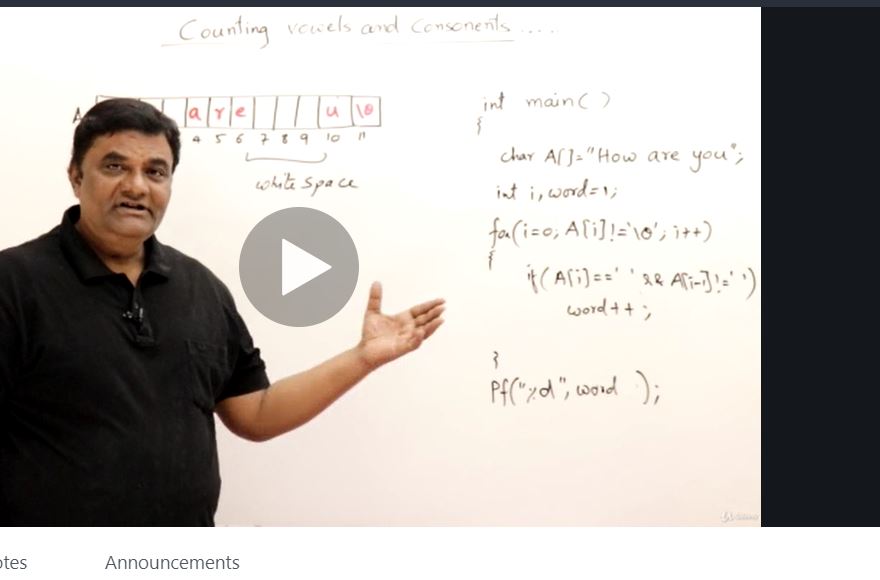 Counting vowels and Consonents....
A
a r e u \0
4 5 6 7 8 9 10 11
white space
int main( )
{
char A[]="How are you";
int i, word=1;
for(i=0; A[i]!='\0'; i++)
{
if( A[i]==' ' && A[i-1]!=' ')
word++;
}
Pf("%d", word );
otes Announcements